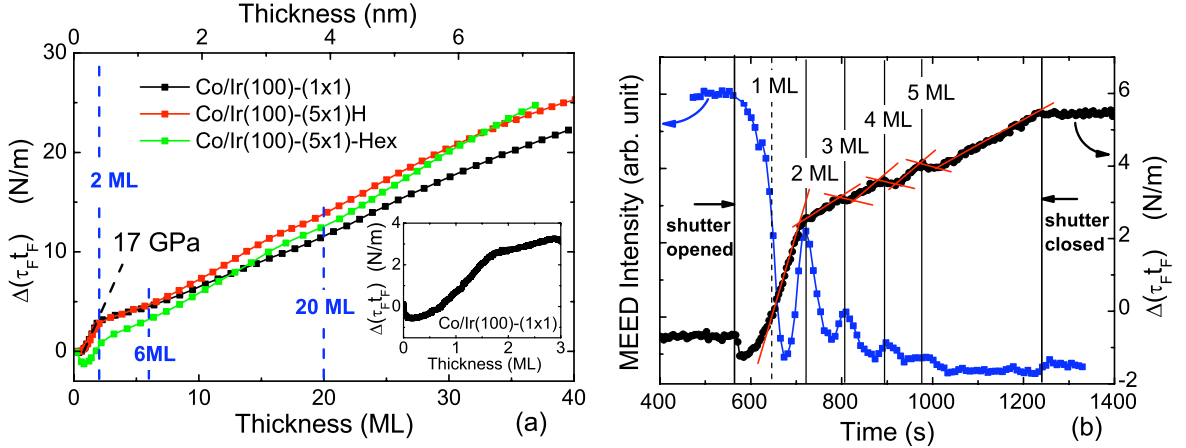 Thickness (nm)
0 2 4 6
30
20
10
0
Δ(τFtF) (N/m)
Co/Ir(100)-(1x1)
Co/Ir(100)-(5x1)H
Co/Ir(100)-(5x1)-Hex
2 ML
17 GPa
6ML
20 ML
4
2
0
Δ(τFtF) (N/m)
Co/Ir(100)-(1x1)
0 1 2 3
Thickness (ML)
0 10 20 30 40
Thickness (ML)
(a)
MEED Intensity (arb. unit)
1 ML
2 ML
3 ML
4 ML
5 ML
shutter
opened
shutter
closed
6
4
2
0
−2
Δ(τFtF) (N/m)
400 600 800 1000 1200 1400
Time (s)
(b)